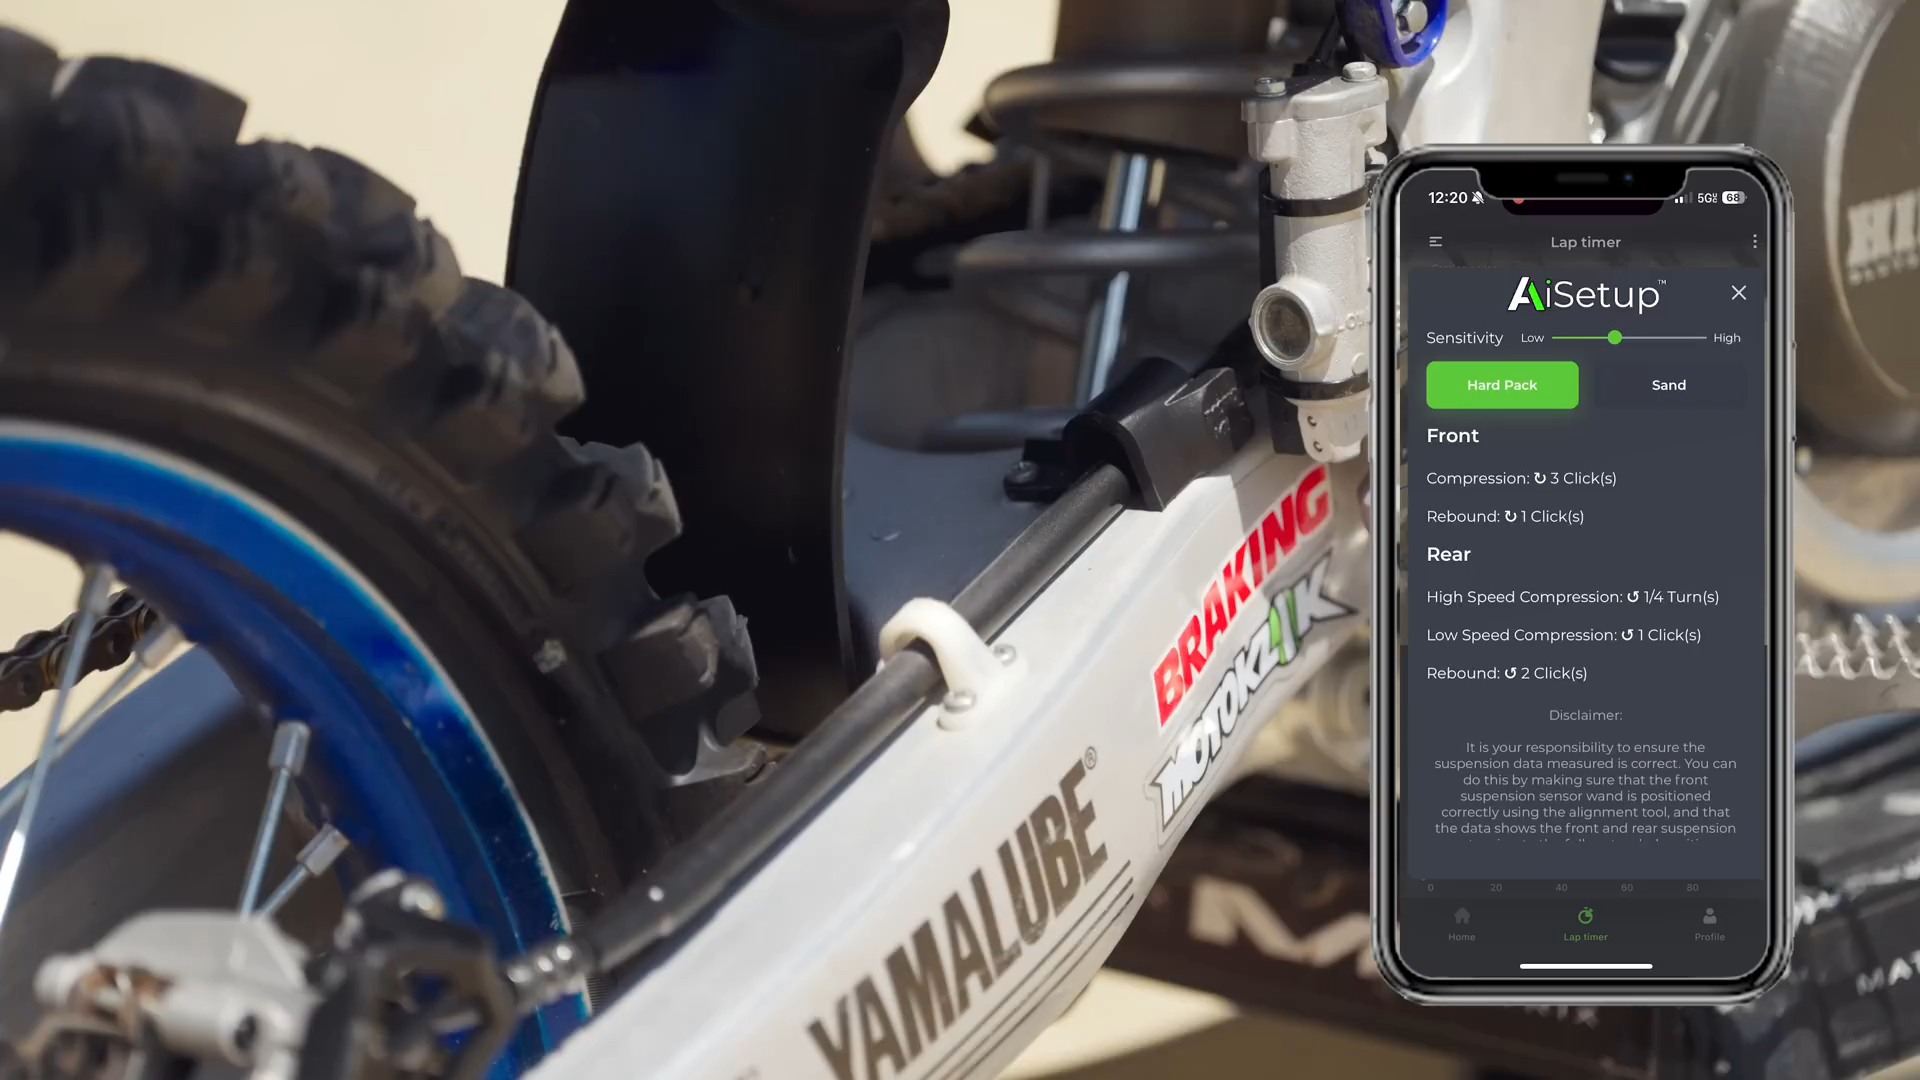 12:20
5G
68
Lap timer
AiSetup™
Sensitivity Low High
Hard Pack Sand
Front
Compression: ↻ 3 Click(s)
Rebound: ↻ 1 Click(s)
Rear
High Speed Compression: ↺ 1/4 Turn(s)
Low Speed Compression: ↺ 1 Click(s)
Rebound: ↺ 2 Click(s)
Disclaimer:
It is your responsibility to ensure the
suspension data measured is correct. You can
do this by making sure that the front
suspension sensor wand is positioned
correctly using the alignment tool, and that
the data shows the front and rear suspension
0 20 40 60 80
Home Lap timer Profile
BRAKING
MOTOKLIK
YAMALUBE®